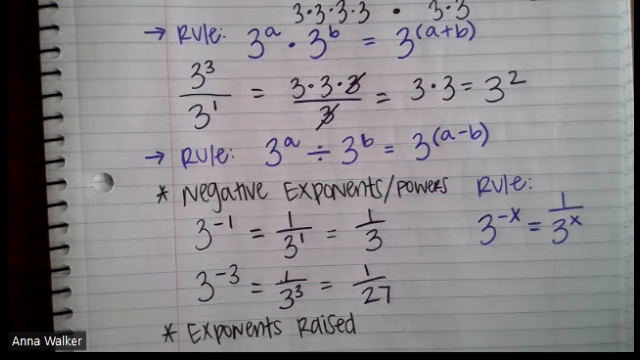 3·3·3·3 · 3·3
→ Rule: 3^a · 3^b = 3^(a+b)
3^3/3^1 = 3·3·3/3 = 3·3 = 3^2
→ Rule: 3^a ÷ 3^b = 3^(a-b)
* Negative Exponents/powers Rule:
3^-1 = 1/3^1 = 1/3 3^-x = 1/3^x
3^-3 = 1/3^3 = 1/27
* Exponents Raised
Anna Walker